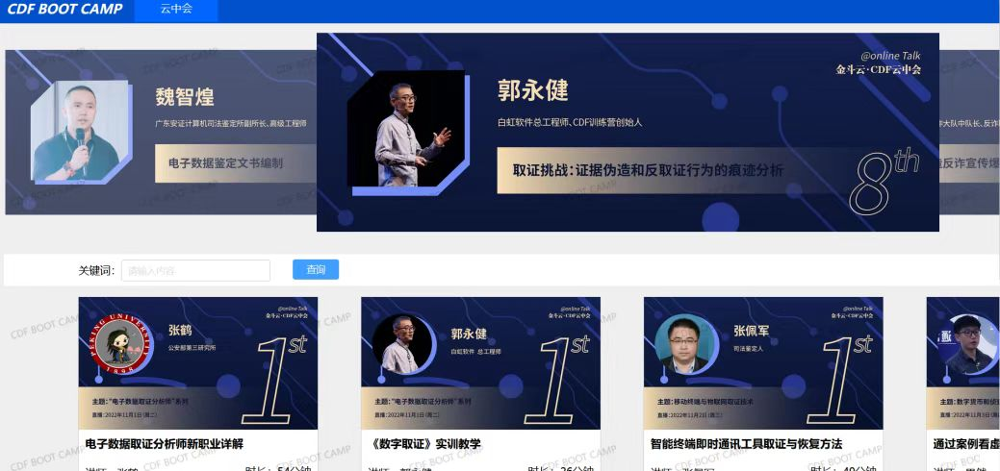 CDF BOOT CAMP
云中会
魏智煌
广东安证计算机司法鉴定所副所长、高级工程师
电子数据鉴定文书编制
@online Talk
金斗云·CDF云中会
郭永健
白虹软件总工程师、CDF训练营创始人
取证挑战:证据伪造和反取证行为的痕迹分析
8th
大队中队长、反诈
反诈宣传爆
关键词:
请输入内容
查询
@online Talk
金斗云·CDF云中会
PEKING UNIVERSITY
1898
张鹤
公安部第三研究所
1st
主题:"电子数据取证分析师"系列
直播:2022年11月1日(周二)
电子数据取证分析师新职业详解
讲师:张鹤
时长:54分钟
@online Talk
金斗云·CDF云中会
郭永健
白虹软件 总工程师
1st
主题:"电子数据取证分析师"系列
直播:2022年11月1日(周二)
《数字取证》实训教学
讲师:郭永健
时长:26分钟
@online Talk
金斗云·CDF云中会
张佩军
司法鉴定人
1st
主题:移动终端与物联网取证技术
直播:2022年11月2日(周三)
智能终端即时通讯工具取证与恢复方法
讲师:张佩军
时长:49分钟
主题:数字货币和侦
直播:2022年11月3日(周
通过案例看虚
CDF BOOT CAMP